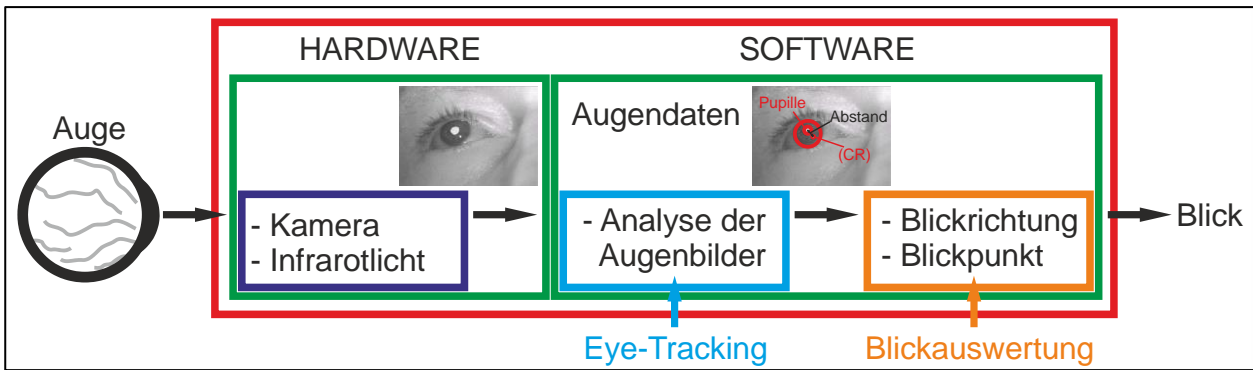 HARDWARE
SOFTWARE
Auge
- Kamera
- Infrarotlicht
Augendaten
Pupille
Abstand
(CR)
- Analyse der
Augenbilder
- Blickrichtung
- Blickpunkt
Blick
Eye-Tracking
Blickauswertung